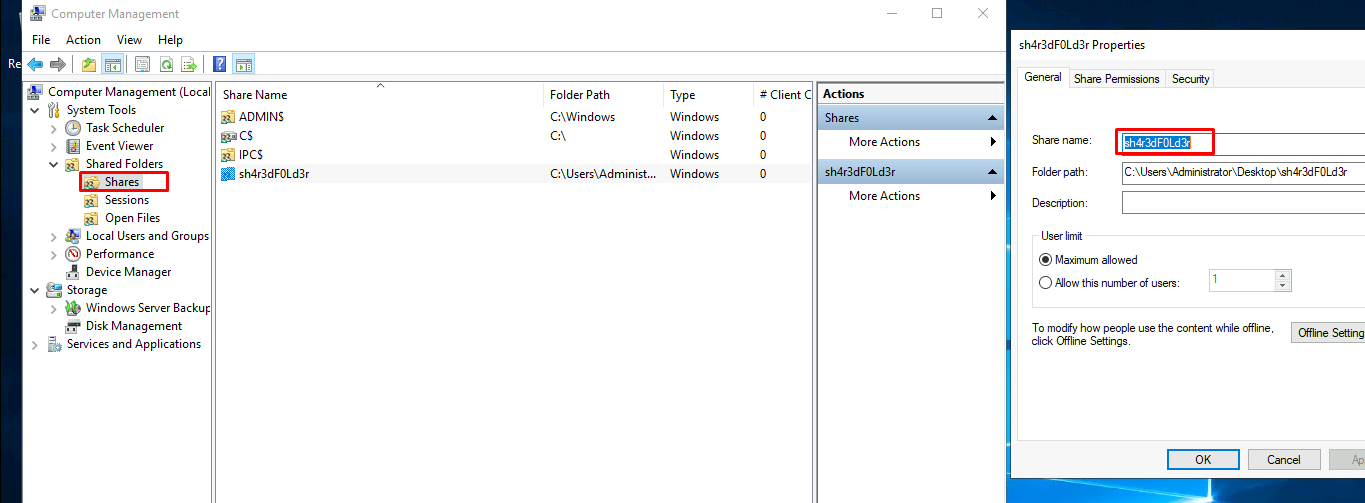 Computer Management
File Action View Help
Re
Computer Management (Local
System Tools
Task Scheduler
Event Viewer
Shared Folders
Shares
Sessions
Open Files
Local Users and Groups
Performance
Device Manager
Storage
Windows Server Backup
Disk Management
Services and Applications
Share Name Folder Path Type # Client C
ADMIN$ C:\Windows Windows 0
C$ C:\ Windows 0
IPC$ Windows 0
sh4r3dF0Ld3r C:\Users\Administ... Windows 0
Actions
Shares
More Actions
sh4r3dF0Ld3r
More Actions
sh4r3dF0Ld3r Properties
General Share Permissions Security
Share name: sh4r3dF0Ld3r
Folder path: C:\Users\Administrator\Desktop\sh4r3dF0Ld3r
Description:
User limit
Maximum allowed
Allow this number of users: 1
To modify how people use the content while offline,
click Offline Settings.
Offline Setting
OK Cancel Ap